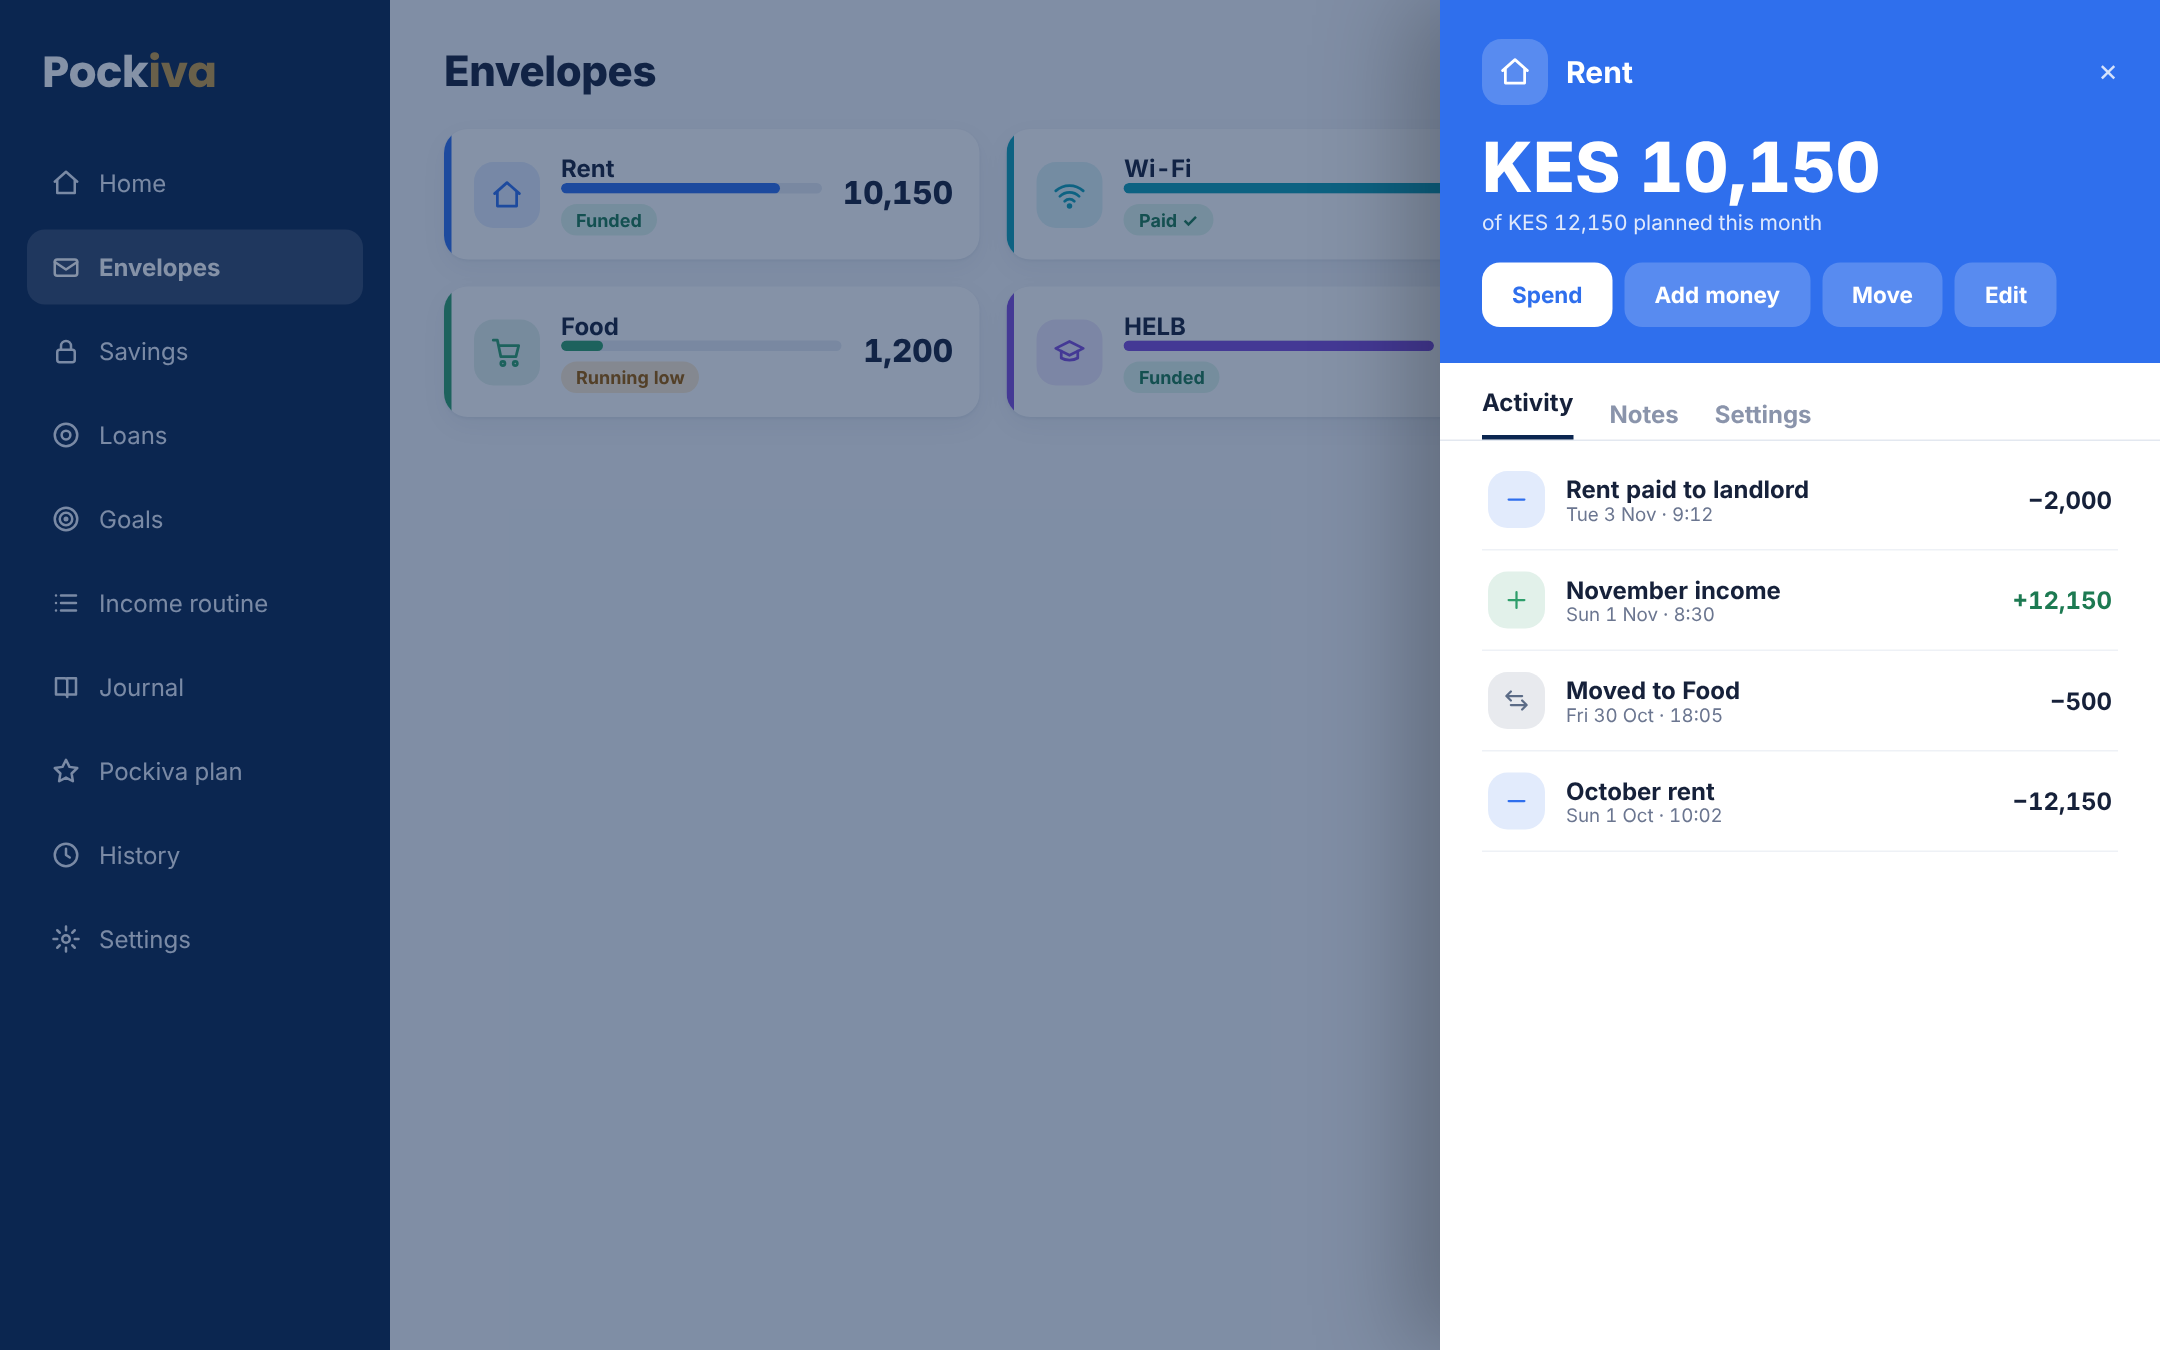 Pockiva
Home
Envelopes
Savings
Loans
Goals
Income routine
Journal
Pockiva plan
History
Settings
Envelopes
Rent
10,150
Funded
Wi-Fi
Paid ✓
Food
1,200
Running low
HELB
Funded
Rent
×
KES 10,150
of KES 12,150 planned this month
Spend Add money Move Edit
Activity Notes Settings
Rent paid to landlord
Tue 3 Nov · 9:12
−2,000
November income
Sun 1 Nov · 8:30
+12,150
Moved to Food
Fri 30 Oct · 18:05
−500
October rent
Sun 1 Oct · 10:02
−12,150